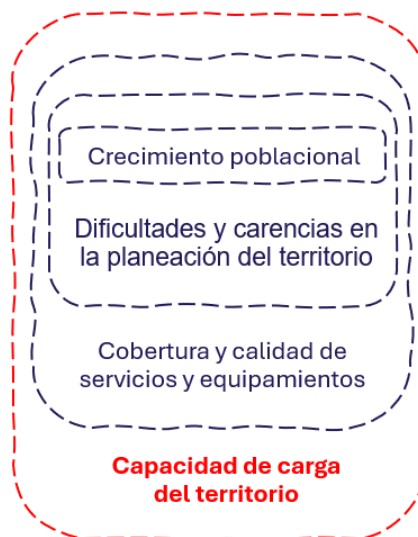 Crecimiento poblacional
Dificultades y carencias en
la planeación del territorio
Cobertura y calidad de
servicios y equipamientos
Capacidad de carga
del territorio